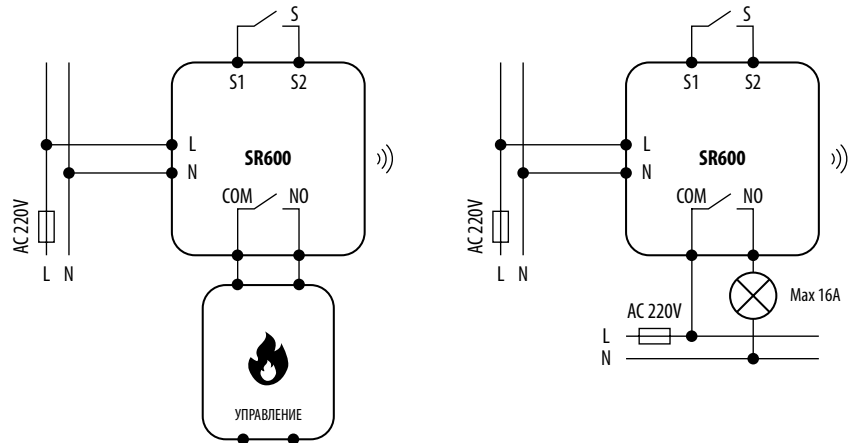 S
S1 S2
L
SR600
N
COM NO
AC 220V
L N
УПРАВЛЕНИЕ
S
S1 S2
L
SR600
N
COM NO
AC 220V
L N
Max 16A
AC 220V
L
N